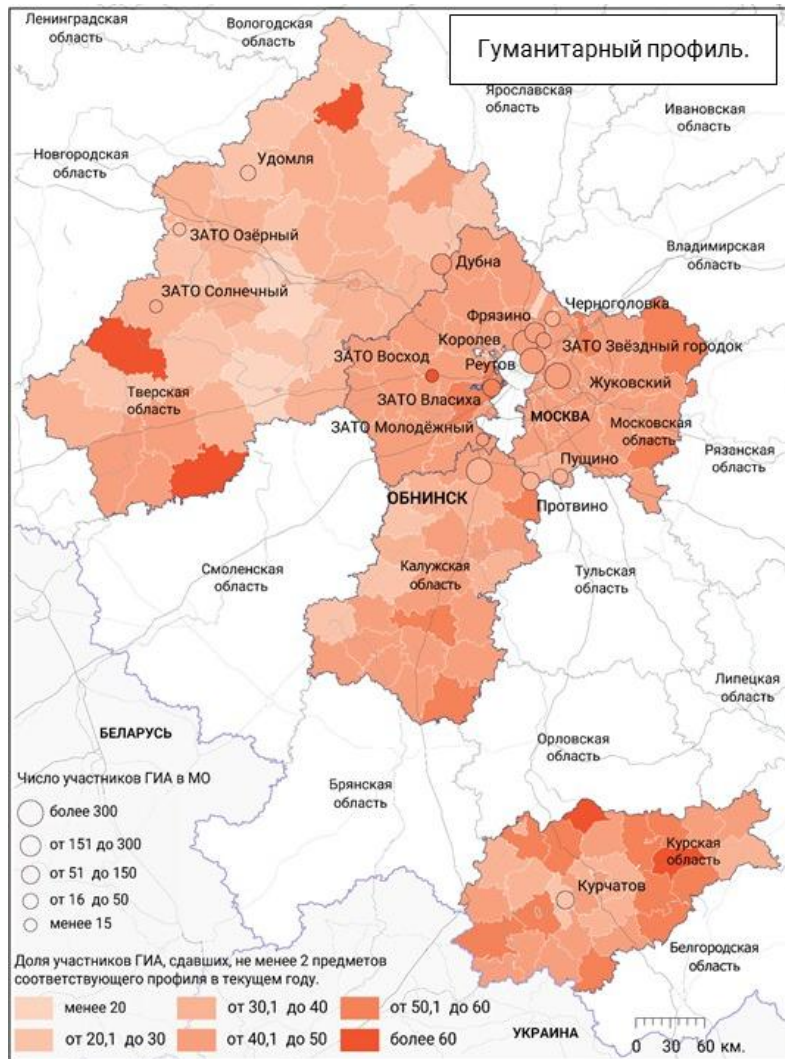 Ленинградская
область
Вологодская
область
Гуманитарный профиль.
Ярославская
область
Ивановская
область
Новгородская
область
Удомля
ЗАТО Озёрный
Владимирская
область
Дубна
ЗАТО Солнечный
Черноголовка
Фрязино
Королев
ЗАТО Звёздный городок
ЗАТО Восход
Реутов
Жуковский
Тверская
область
ЗАТО Власиха
МОСКВА
Московская
область
ЗАТО Молодёжный
Рязанская
область
Пущино
ОБНИНСК
Протвино
Смоленская
область
Калужская
область
Тульская
область
Липецкая
область
БЕЛАРУСЬ
Орловская
область
Брянская
область
Число участников ГИА в МО
более 300
от 151 до 300
от 51 до 150
от 16 до 50
менее 15
Курская
область
Курчатов
Белгородская
область
Доля участников ГИА, сдавших, не менее 2 предметов
соответствующего профиля в текущем году.
менее 20
от 30,1 до 40
от 50,1 до 60
от 20,1 до 30
от 40,1 до 50
более 60
УКРАИНА
0 30 60 км.